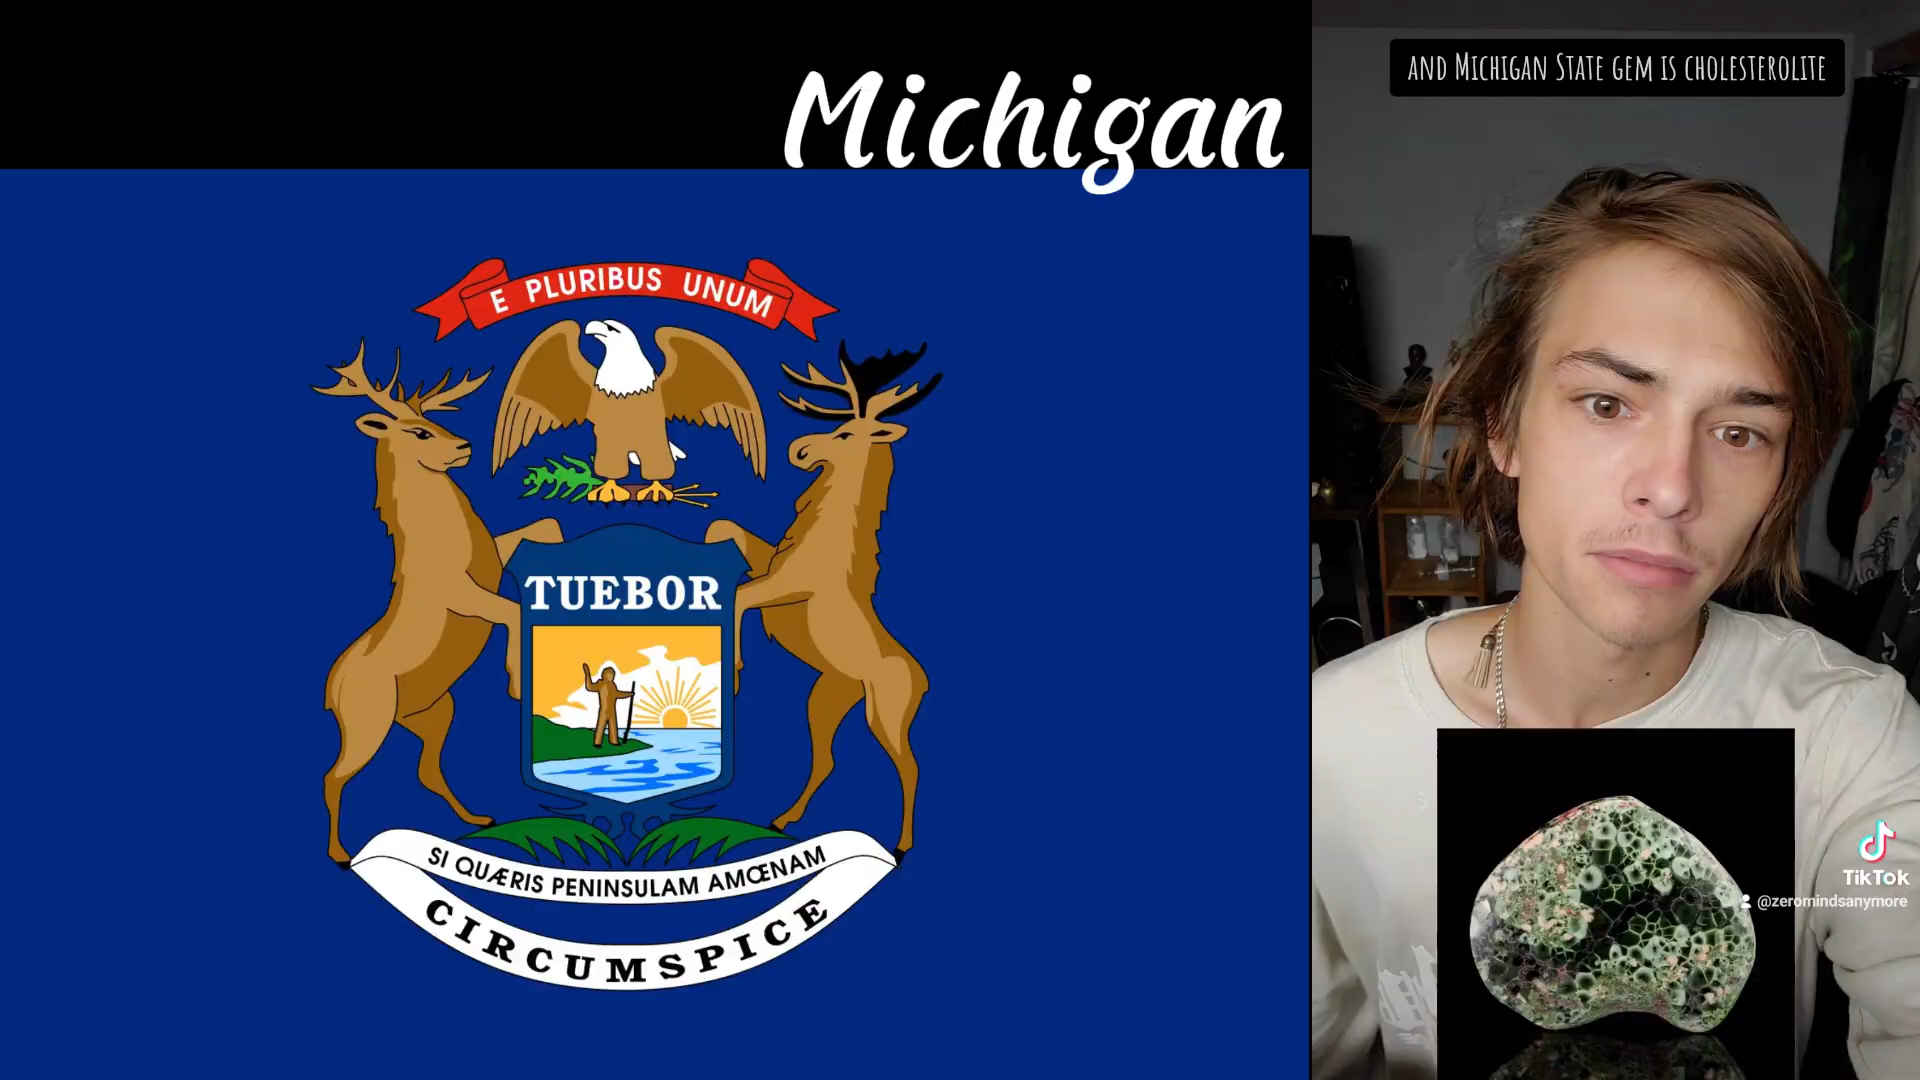 Michigan
AND MICHIGAN STATE GEM IS CHOLESTEROLITE
E PLURIBUS UNUM
TUEBOR
SI QUÆRIS PENINSULAM AMŒNAM
CIRCUMSPICE
TikTok
@zeromindsanymore